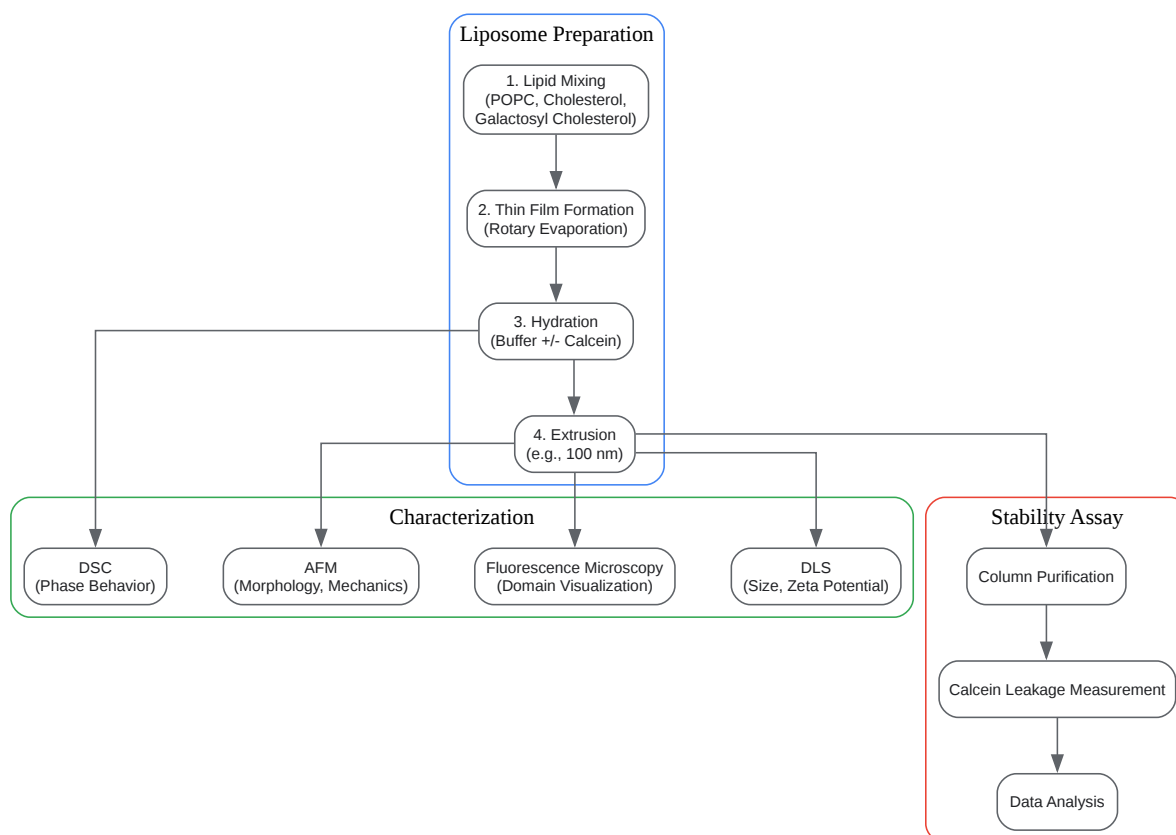 Liposome Preparation
1. Lipid Mixing
(POPC, Cholesterol,
Galactosyl Cholesterol)
2. Thin Film Formation
(Rotary Evaporation)
3. Hydration
(Buffer +/- Calcein)
4. Extrusion
(e.g., 100 nm)
Characterization
DSC
(Phase Behavior)
AFM
(Morphology, Mechanics)
Fluorescence Microscopy
(Domain Visualization)
DLS
(Size, Zeta Potential)
Stability Assay
Column Purification
Calcein Leakage Measurement
Data Analysis